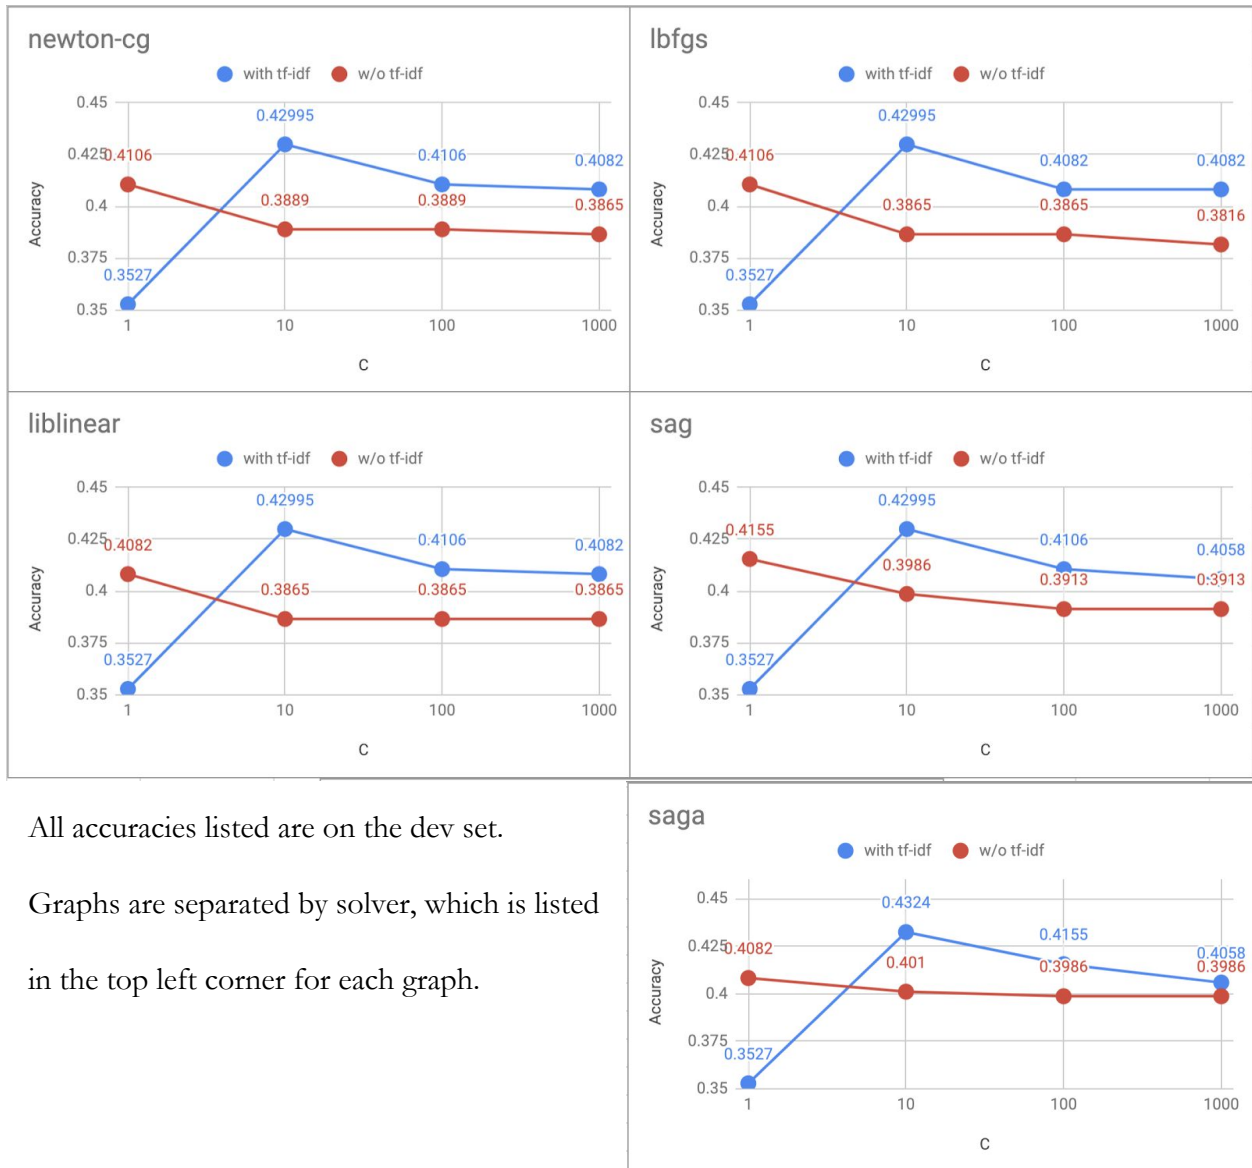 newton-cg
with tf-idf w/o tf-idf
0.45
0.42995
0.425
0.4106
0.4106
0.4082
0.4
0.3889
0.3889
0.3865
Accuracy
0.375
0.3527
0.35
1 10 100 1000
C
lbfgs
with tf-idf w/o tf-idf
0.45
0.42995
0.425
0.4106
0.4082
0.4082
0.4
0.3865
0.3865
0.3816
Accuracy
0.375
0.3527
0.35
1 10 100 1000
C
liblinear
with tf-idf w/o tf-idf
0.45
0.42995
0.425
0.4082
0.4106
0.4082
0.4
0.3865
0.3865
0.3865
Accuracy
0.375
0.3527
0.35
1 10 100 1000
C
sag
with tf-idf w/o tf-idf
0.45
0.42995
0.4155
0.425
0.4106
0.4058
0.4
0.3986
0.3913
0.3913
Accuracy
0.375
0.3527
0.35
1 10 100 1000
C
All accuracies listed are on the dev set.
Graphs are separated by solver, which is listed
in the top left corner for each graph.
saga
with tf-idf w/o tf-idf
0.45
0.4324
0.425
0.4082
0.4155
0.4058
0.401
0.3986
0.3986
0.4
Accuracy
0.375
0.3527
0.35
1 10 100 1000
C